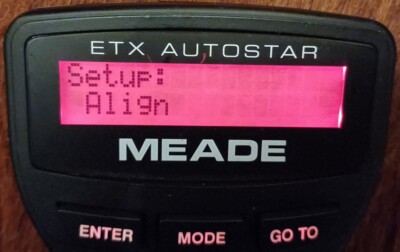 ETX AUTOSTAR
Setup:
Align
MEADE
ENTER MODE GO TO